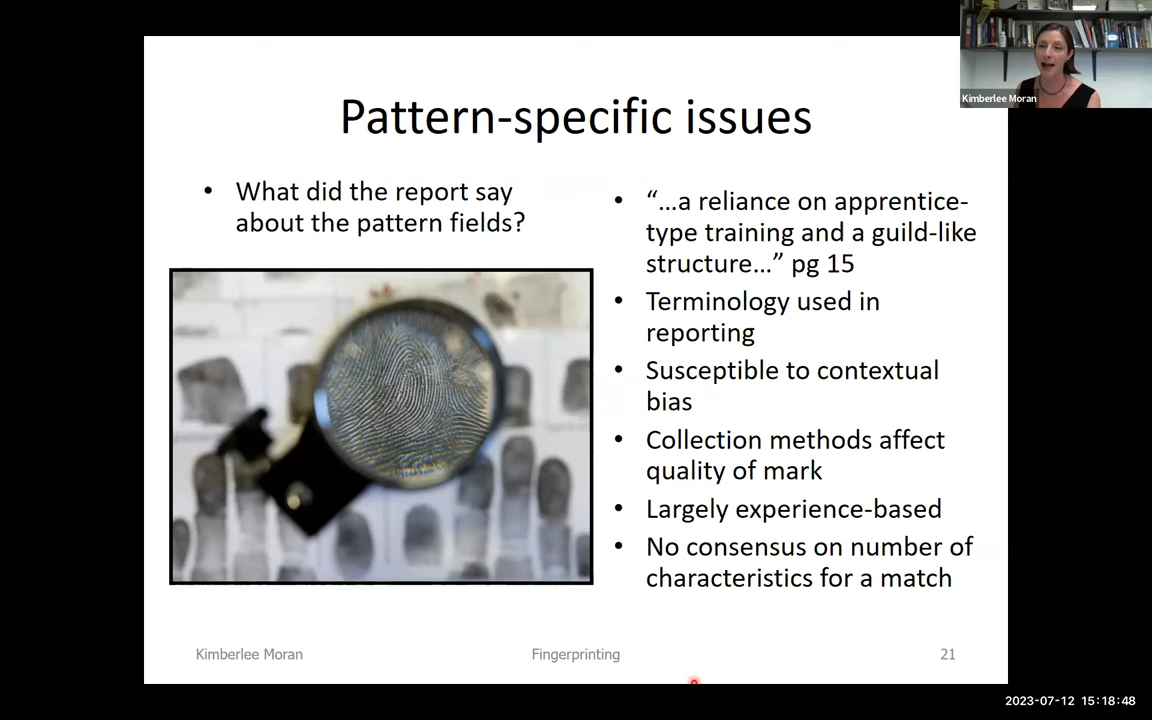 Kimberlee Moran
Pattern-specific issues
• What did the report say
about the pattern fields?
• “…a reliance on apprentice-
type training and a guild-like
structure…” pg 15
• Terminology used in
reporting
• Susceptible to contextual
bias
• Collection methods affect
quality of mark
• Largely experience-based
• No consensus on number of
characteristics for a match
Kimberlee Moran
Fingerprinting
21
2023-07-12 15:18:48